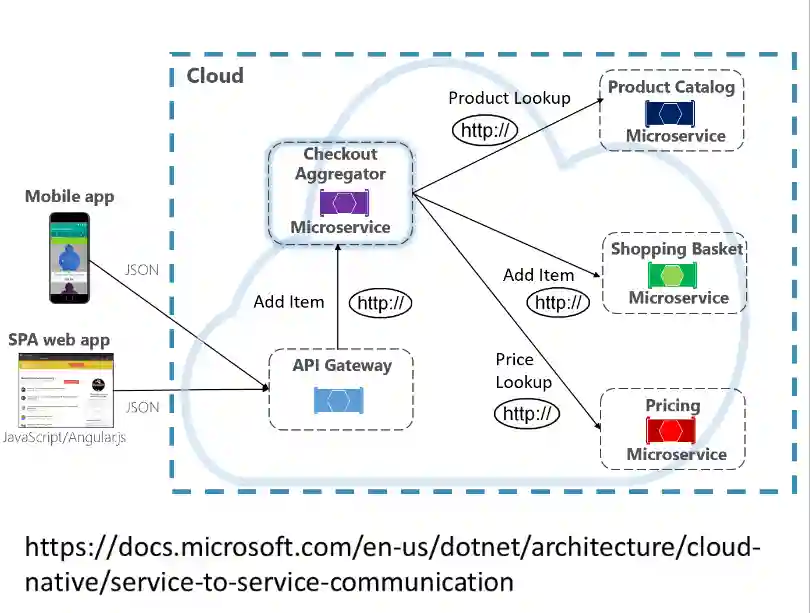 Cloud
Product Lookup
http://
Product Catalog
Microservice
Checkout
Aggregator
Microservice
Mobile app
JSON
Shopping Basket
Microservice
Add Item
http://
Add Item
http://
SPA web app
JSON
JavaScript/Angular.js
API Gateway
Price
Lookup
http://
Pricing
Microservice
https://docs.microsoft.com/en-us/dotnet/architecture/cloud-
native/service-to-service-communication